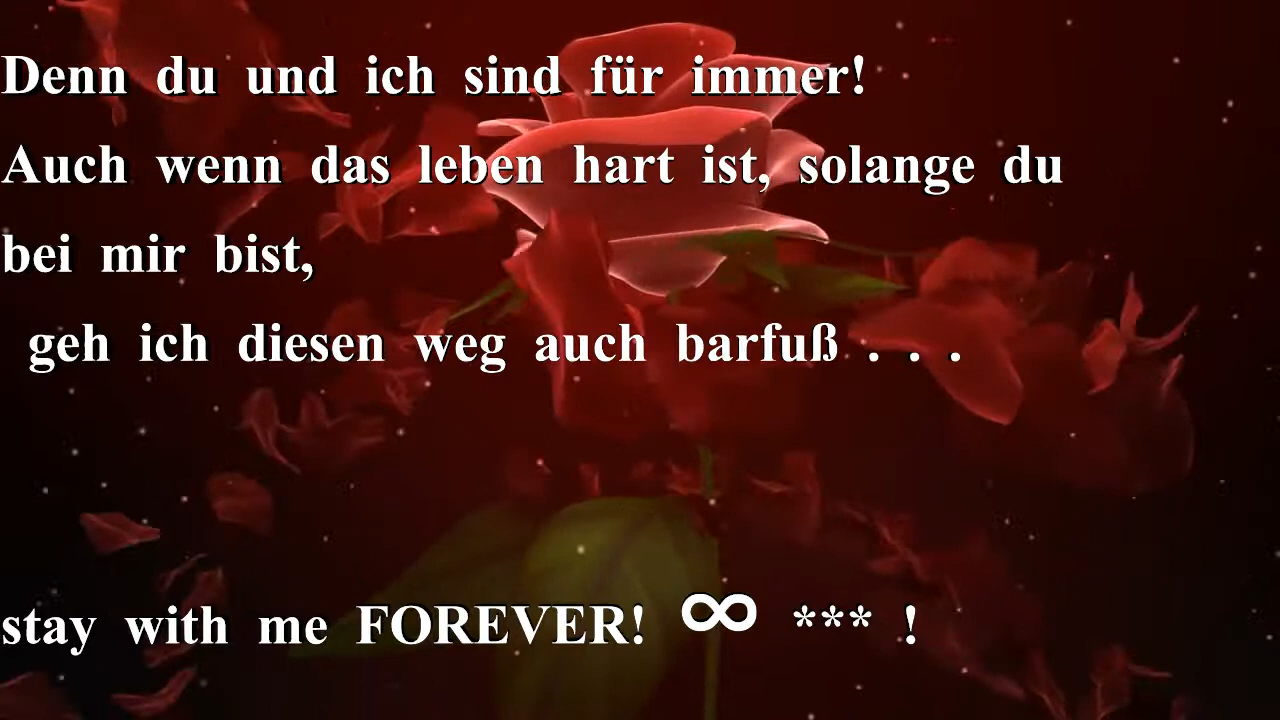 Denn du und ich sind für immer!
Auch wenn das leben hart ist, solange du
bei mir bist,
geh ich diesen weg auch barfuß . . .
stay with me FOREVER! ∞ *** !